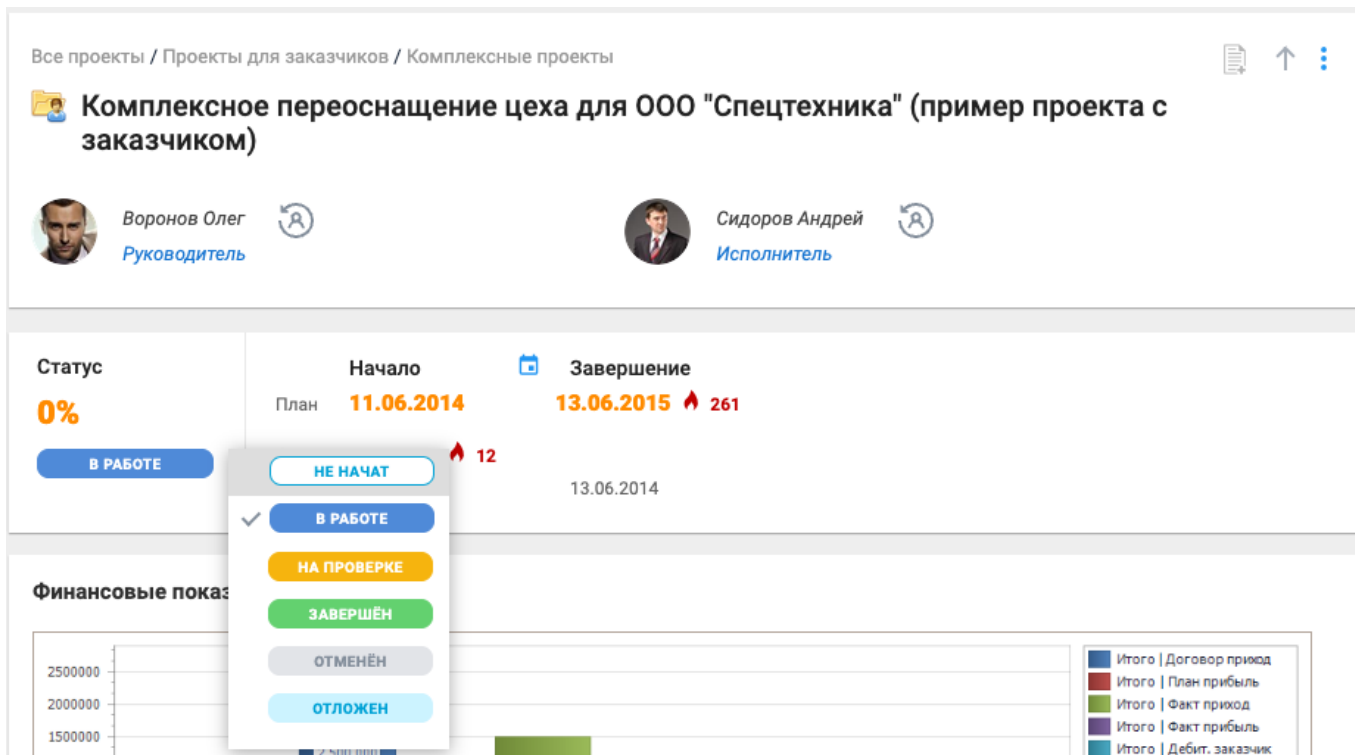 Все проекты / Проекты для заказчиков / Комплексные проекты
Комплексное переоснащение цеха для ООО "Спецтехника" (пример проекта с
заказчиком)
Воронов Олег
Руководитель
Сидоров Андрей
Исполнитель
Статус
0%
В РАБОТЕ
Начало
Завершение
План 11.06.2014 13.06.2015 261
12
13.06.2014
НЕ НАЧАТ
В РАБОТЕ
НА ПРОВЕРКЕ
ЗАВЕРШЁН
ОТМЕНЁН
ОТЛОЖЕН
Финансовые показ
2500000
2000000
1500000
2 500 000
Итого | Договор приход
Итого | План прибыль
Итого | Факт приход
Итого | Факт прибыль
Итого | Дебит. заказчик